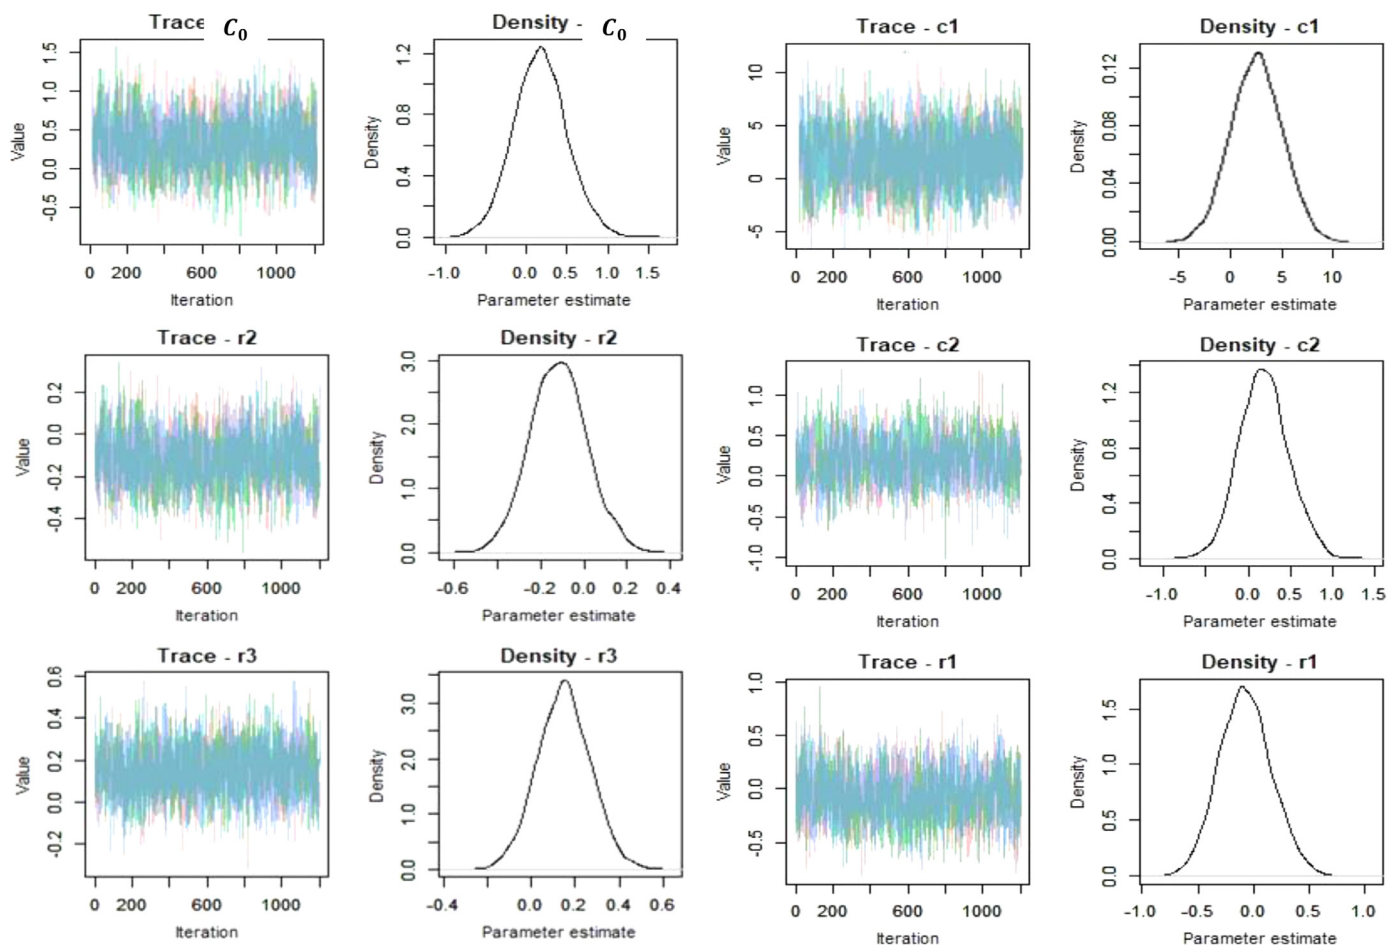 Trace C₀
1.5
1.0
0.5
0.0
-0.5
Value
0 200 600 1000
Iteration
Density - C₀
1.2
0.8
0.4
0.0
Density
-1.0 0.0 0.5 1.0 1.5
Parameter estimate
Trace - c1
10
5
0
-5
Value
0 200 600 1000
Iteration
Density - c1
0.12
0.08
0.04
0.00
Density
-5 0 5 10
Parameter estimate
Trace - r2
0.2
0.0
-0.2
-0.4
Value
0 200 600 1000
Iteration
Density - r2
3.0
2.0
1.0
0.0
Density
-0.6 -0.2 0.0 0.2 0.4
Parameter estimate
Trace - c2
1.0
0.5
0.0
-0.5
-1.0
Value
0 200 600 1000
Iteration
Density - c2
1.2
0.8
0.4
0.0
Density
-1.0 0.0 0.5 1.0 1.5
Parameter estimate
Trace - r3
0.6
0.4
0.2
0.0
-0.2
Value
0 200 600 1000
Iteration
Density - r3
3.0
2.0
1.0
0.0
Density
-0.4 0.0 0.2 0.4 0.6
Parameter estimate
Trace - r1
1.0
0.5
0.0
-0.5
Value
0 200 600 1000
Iteration
Density - r1
1.5
1.0
0.5
0.0
Density
-1.0 -0.5 0.0 0.5 1.0
Parameter estimate